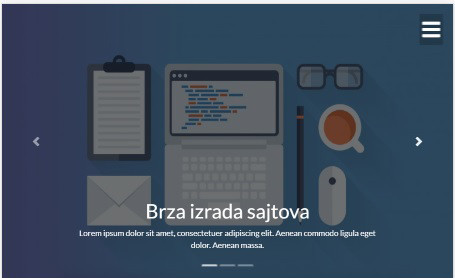 Brza izrada sajtova
Lorem ipsum dolor sit amet, consectetuer adipiscing elit. Aenean commodo ligula eget
dolor. Aenean massa.